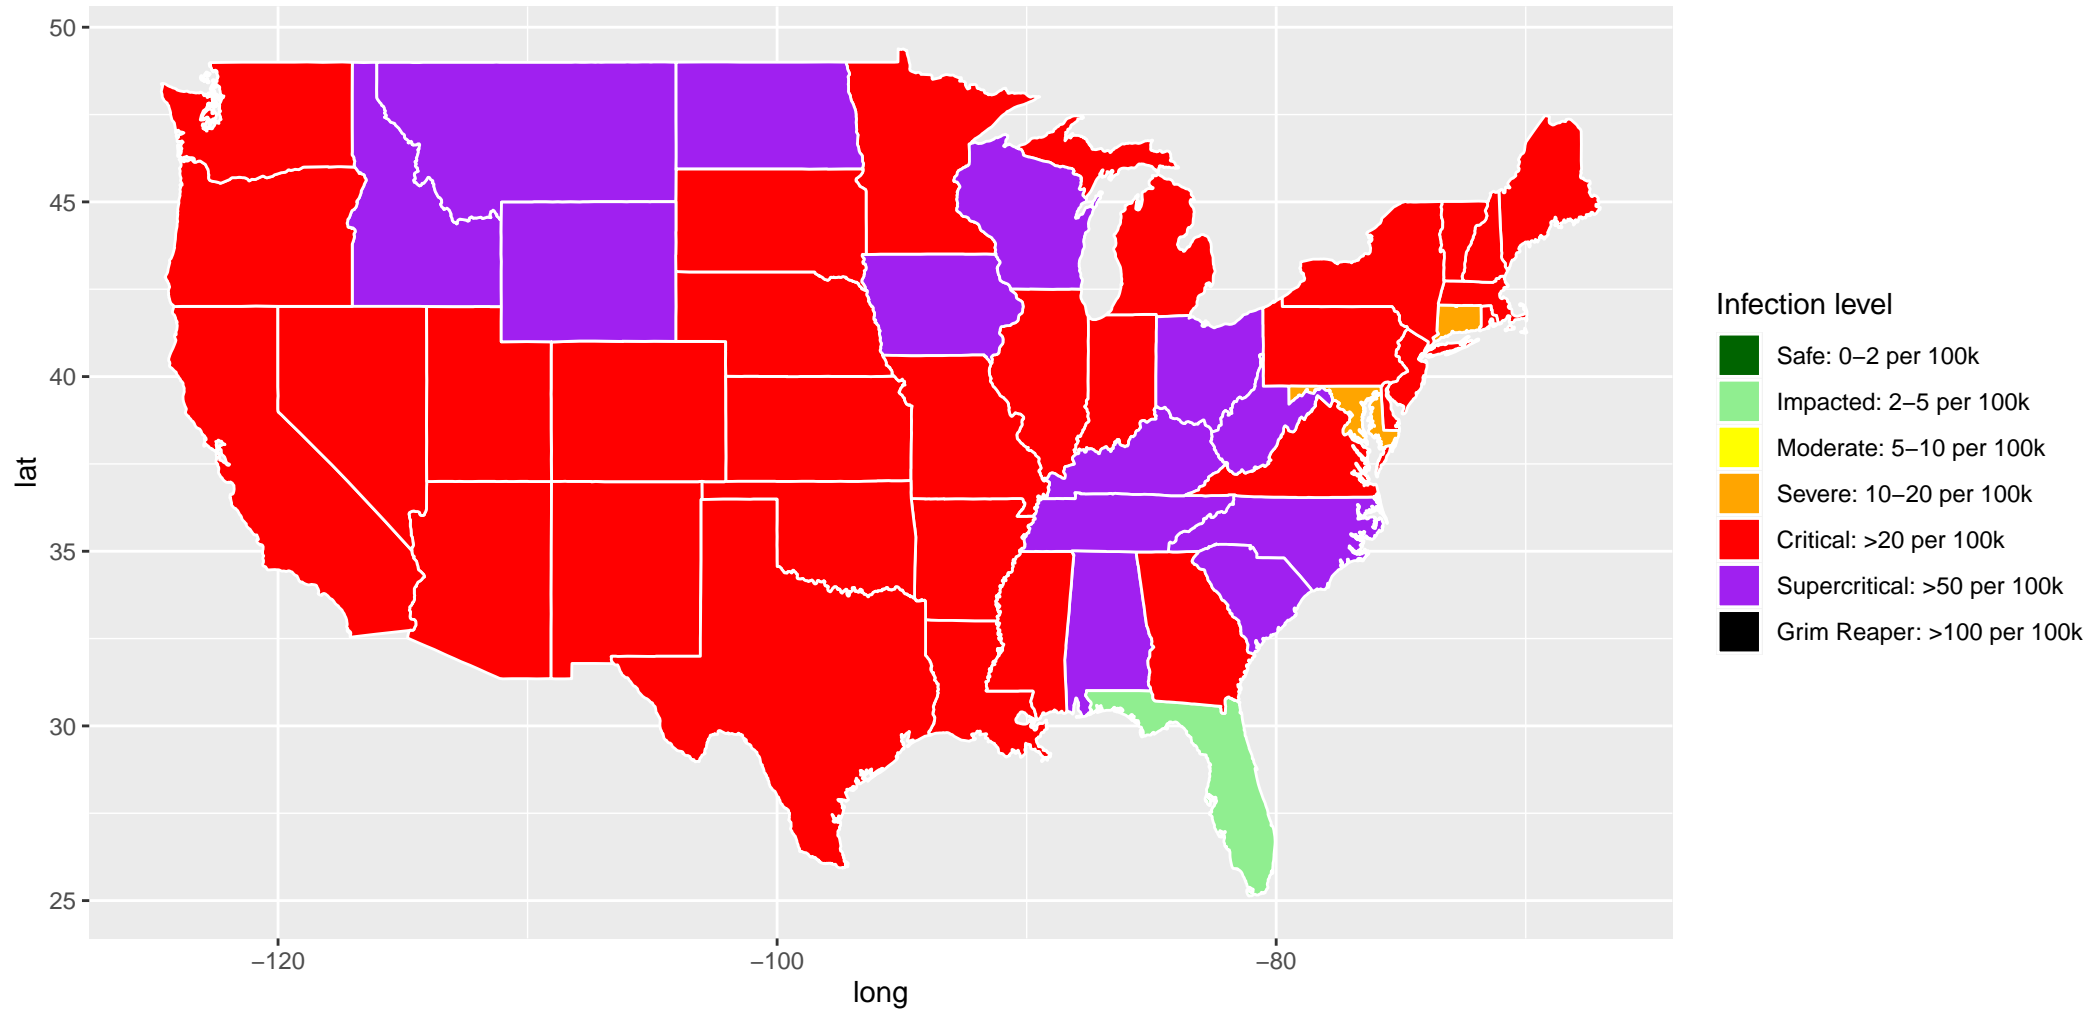 50
45
40
35
30
25
lat
−120
−100
−80
long
Infection level
Safe: 0−2 per 100k
Impacted: 2−5 per 100k
Moderate: 5−10 per 100k
Severe: 10−20 per 100k
Critical: >20 per 100k
Supercritical: >50 per 100k
Grim Reaper: >100 per 100k